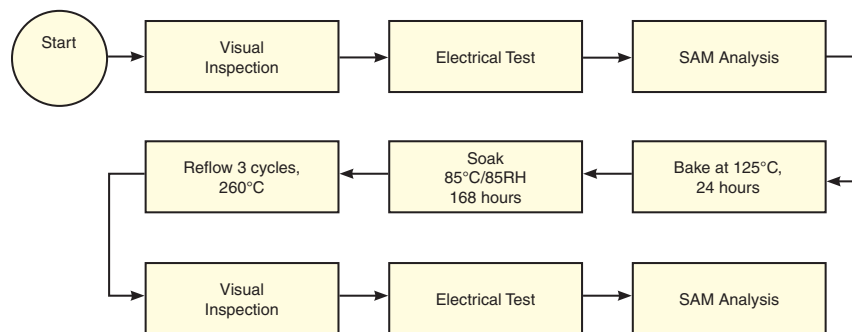 Start
Visual
Inspection
Electrical Test
SAM Analysis
Bake at 125°C,
24 hours
Soak
85°C/85RH
168 hours
Reflow 3 cycles,
260°C
Visual
Inspection
Electrical Test
SAM Analysis